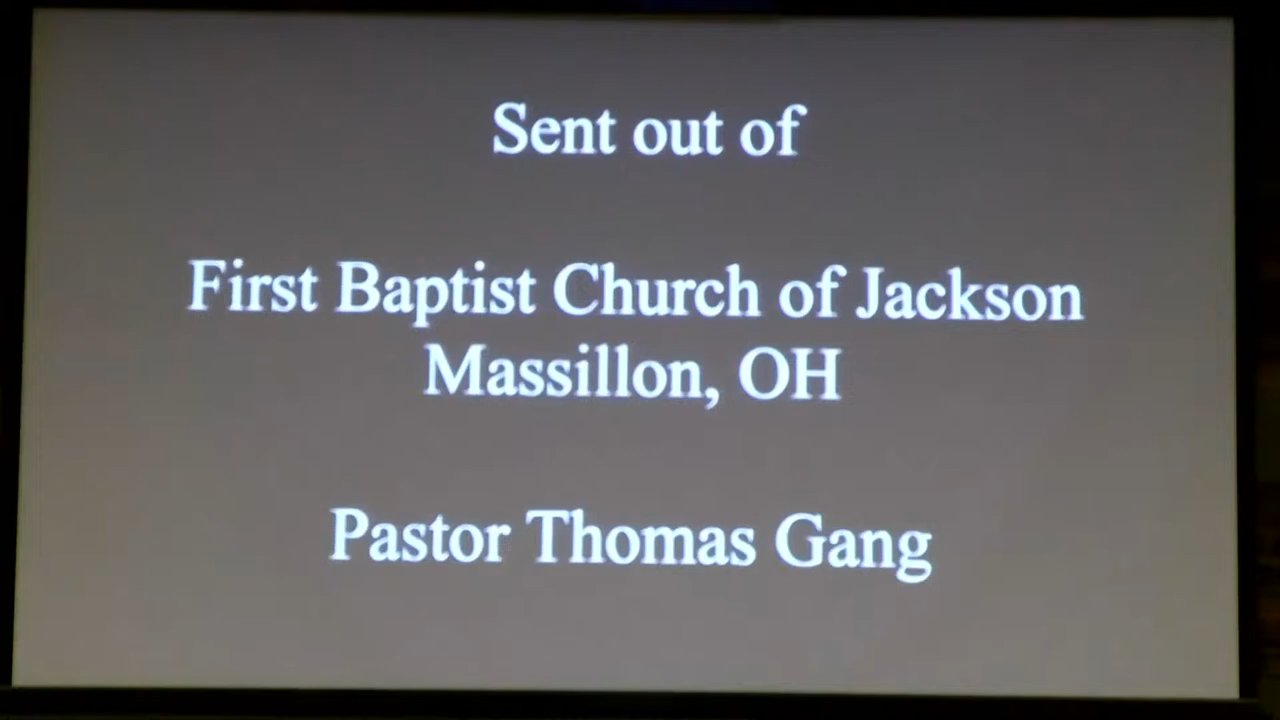 Sent out of
First Baptist Church of Jackson
Massillon, OH
Pastor Thomas Gang